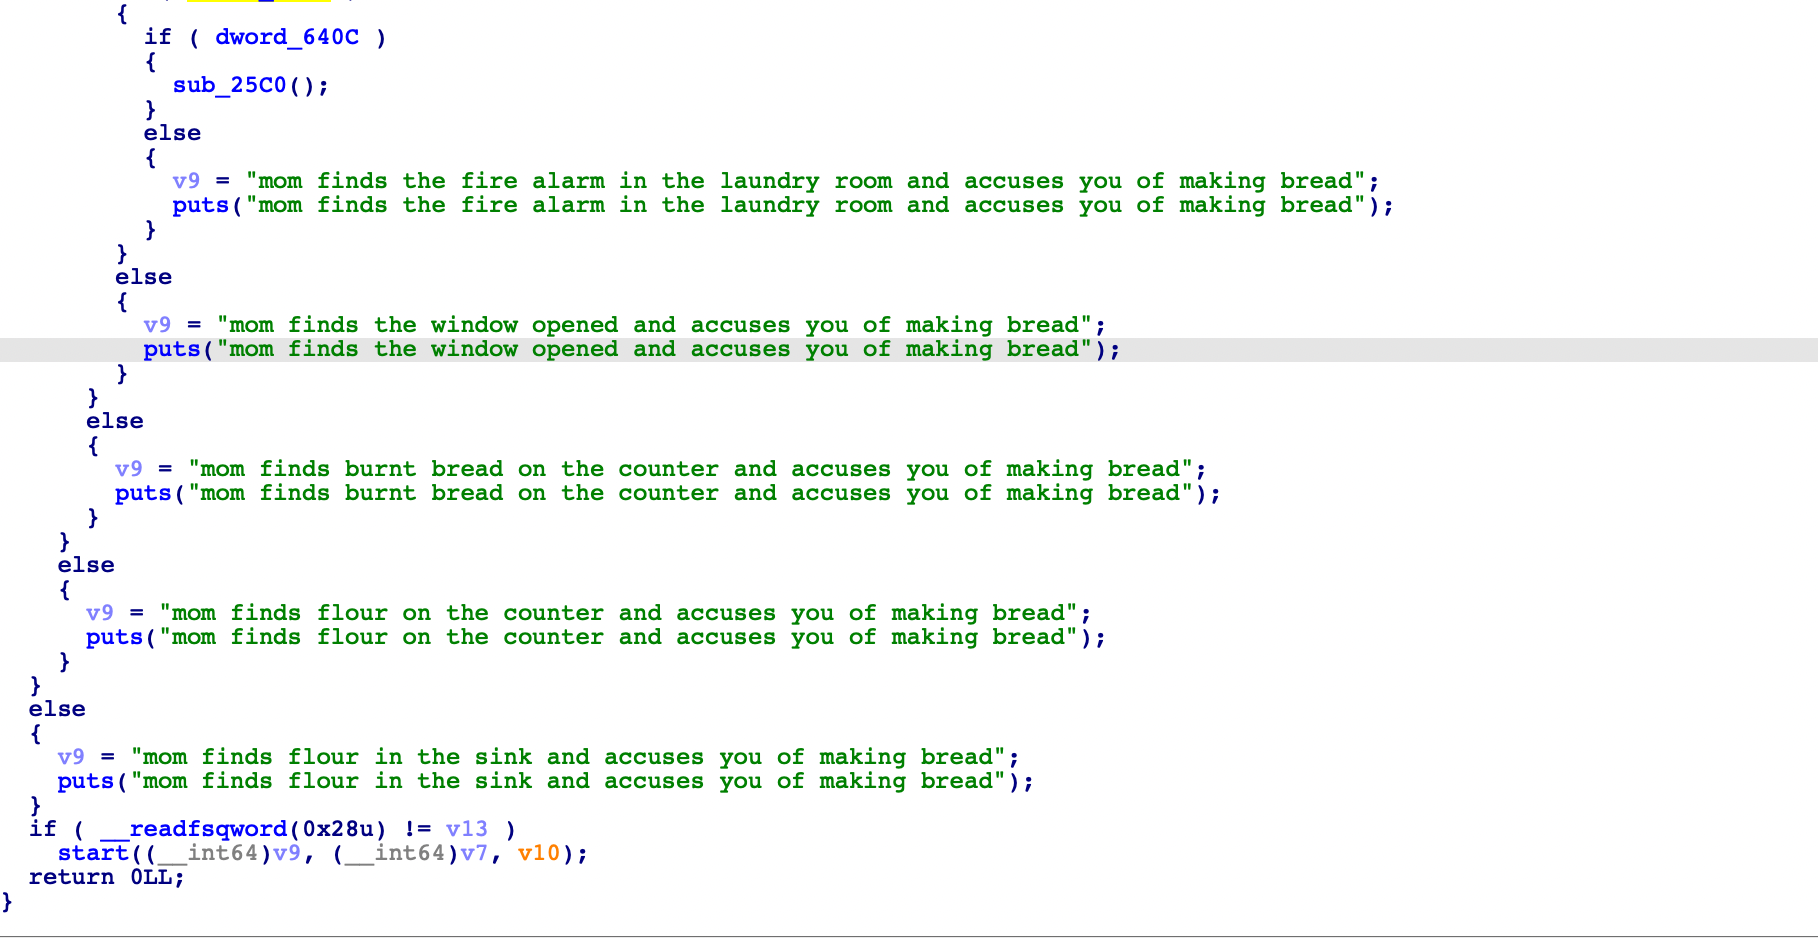 {
if ( dword_640C )
{
sub_25C0();
}
else
{
v9 = "mom finds the fire alarm in the laundry room and accuses you of making bread";
puts("mom finds the fire alarm in the laundry room and accuses you of making bread");
}
}
else
{
v9 = "mom finds the window opened and accuses you of making bread";
puts("mom finds the window opened and accuses you of making bread");
}
}
else
{
v9 = "mom finds burnt bread on the counter and accuses you of making bread";
puts("mom finds burnt bread on the counter and accuses you of making bread");
}
}
else
{
v9 = "mom finds flour on the counter and accuses you of making bread";
puts("mom finds flour on the counter and accuses you of making bread");
}
}
else
{
v9 = "mom finds flour in the sink and accuses you of making bread";
puts("mom finds flour in the sink and accuses you of making bread");
}
if ( __readfsqword(0x28u) != v13 )
start((__int64)v9, (__int64)v7, v10);
return 0LL;
}